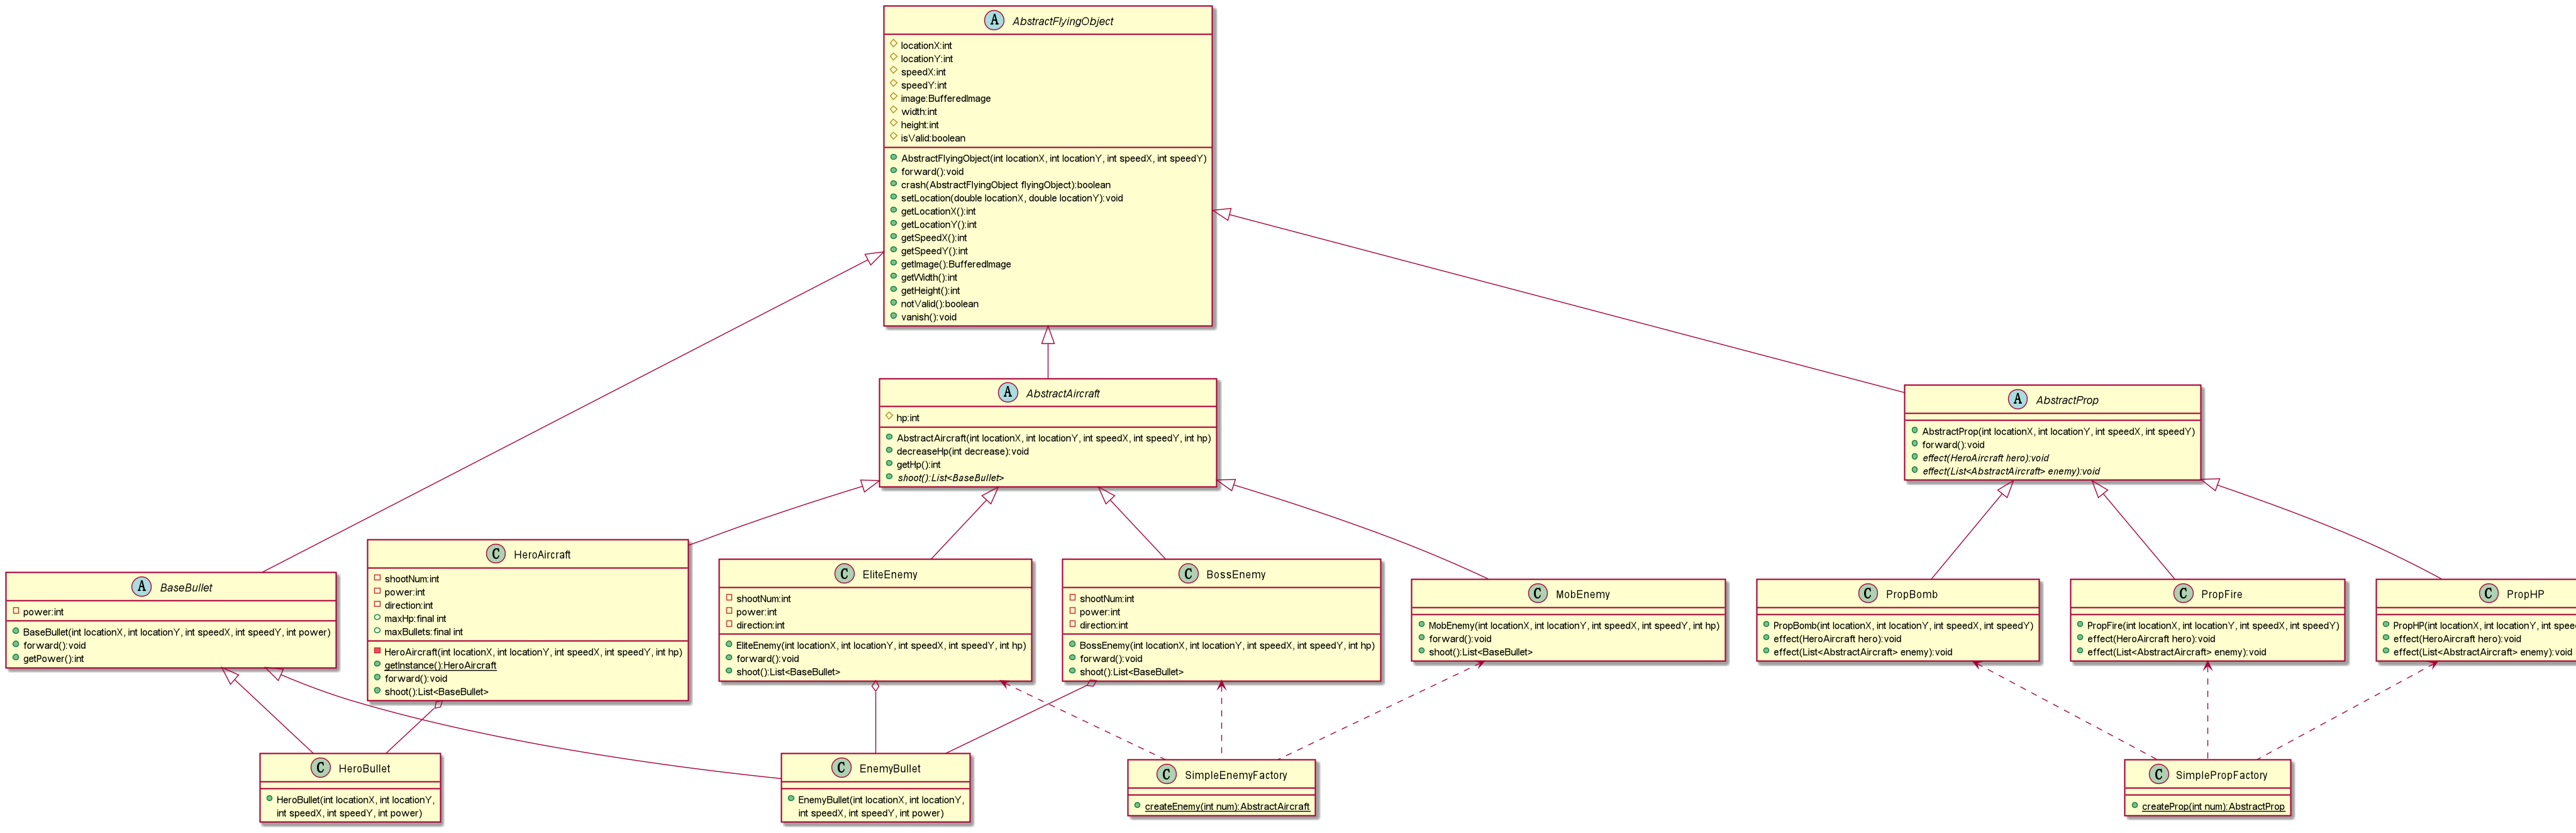 A AbstractFlyingObject
locationX:int
locationY:int
speedX:int
speedY:int
image:BufferedImage
width:int
height:int
isValid:boolean
AbstractFlyingObject(int locationX, int locationY, int speedX, int speedY)
forward():void
crash(AbstractFlyingObject flyingObject):boolean
setLocation(double locationX, double locationY):void
getLocationX():int
getLocationY():int
getSpeedX():int
getSpeedY():int
getImage():BufferedImage
getWidth():int
getHeight():int
notValid():boolean
vanish():void
A AbstractAircraft
hp:int
AbstractAircraft(int locationX, int locationY, int speedX, int speedY, int hp)
decreaseHp(int decrease):void
getHp():int
shoot():List<BaseBullet>
A AbstractProp
AbstractProp(int locationX, int locationY, int speedX, int speedY)
forward():void
effect(HeroAircraft hero):void
effect(List<AbstractAircraft> enemy):void
A BaseBullet
power:int
BaseBullet(int locationX, int locationY, int speedX, int speedY, int power)
forward():void
getPower():int
C HeroAircraft
shootNum:int
power:int
direction:int
maxHp:final int
maxBullets:final int
HeroAircraft(int locationX, int locationY, int speedX, int speedY, int hp)
getInstance():HeroAircraft
forward():void
shoot():List<BaseBullet>
C EliteEnemy
shootNum:int
power:int
direction:int
EliteEnemy(int locationX, int locationY, int speedX, int speedY, int hp)
forward():void
shoot():List<BaseBullet>
C BossEnemy
shootNum:int
power:int
direction:int
BossEnemy(int locationX, int locationY, int speedX, int speedY, int hp)
forward():void
shoot():List<BaseBullet>
C MobEnemy
MobEnemy(int locationX, int locationY, int speedX, int speedY, int hp)
forward():void
shoot():List<BaseBullet>
C PropBomb
PropBomb(int locationX, int locationY, int speedX, int speedY)
effect(HeroAircraft hero):void
effect(List<AbstractAircraft> enemy):void
C PropFire
PropFire(int locationX, int locationY, int speedX, int speedY)
effect(HeroAircraft hero):void
effect(List<AbstractAircraft> enemy):void
C PropHP
PropHP(int locationX, int locationY, int
effect(HeroAircraft hero):void
effect(List<AbstractAircraft> enemy):void
C HeroBullet
HeroBullet(int locationX, int locationY,
int speedX, int speedY, int power)
C EnemyBullet
EnemyBullet(int locationX, int locationY,
int speedX, int speedY, int power)
C SimpleEnemyFactory
createEnemy(int num):AbstractAircraft
C SimplePropFactory
createProp(int num):AbstractProp